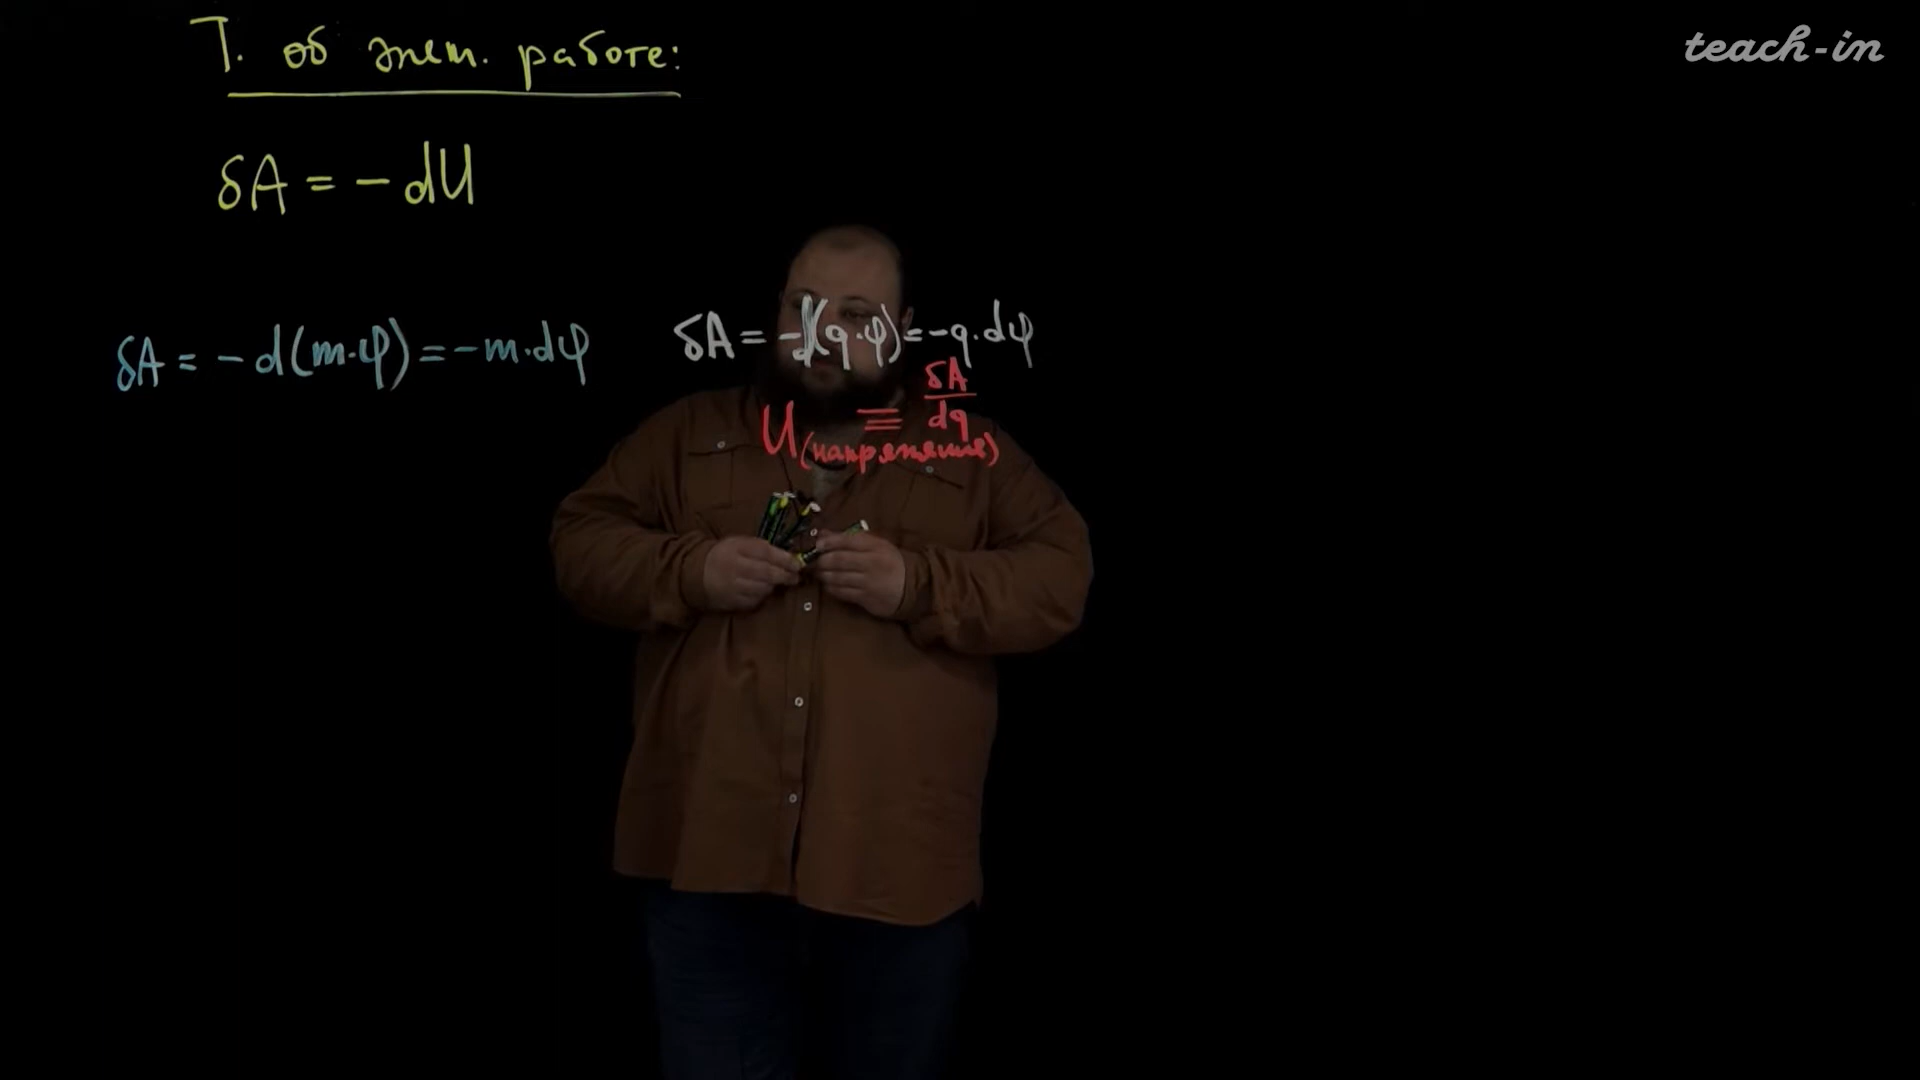 Т. об элем. работе:
teach-in
δA = - dU
δA = - d(m·φ) = - m·dφ
δA = - d(q·φ) = - q·dφ
U (напряжение) ≡ δA/dq